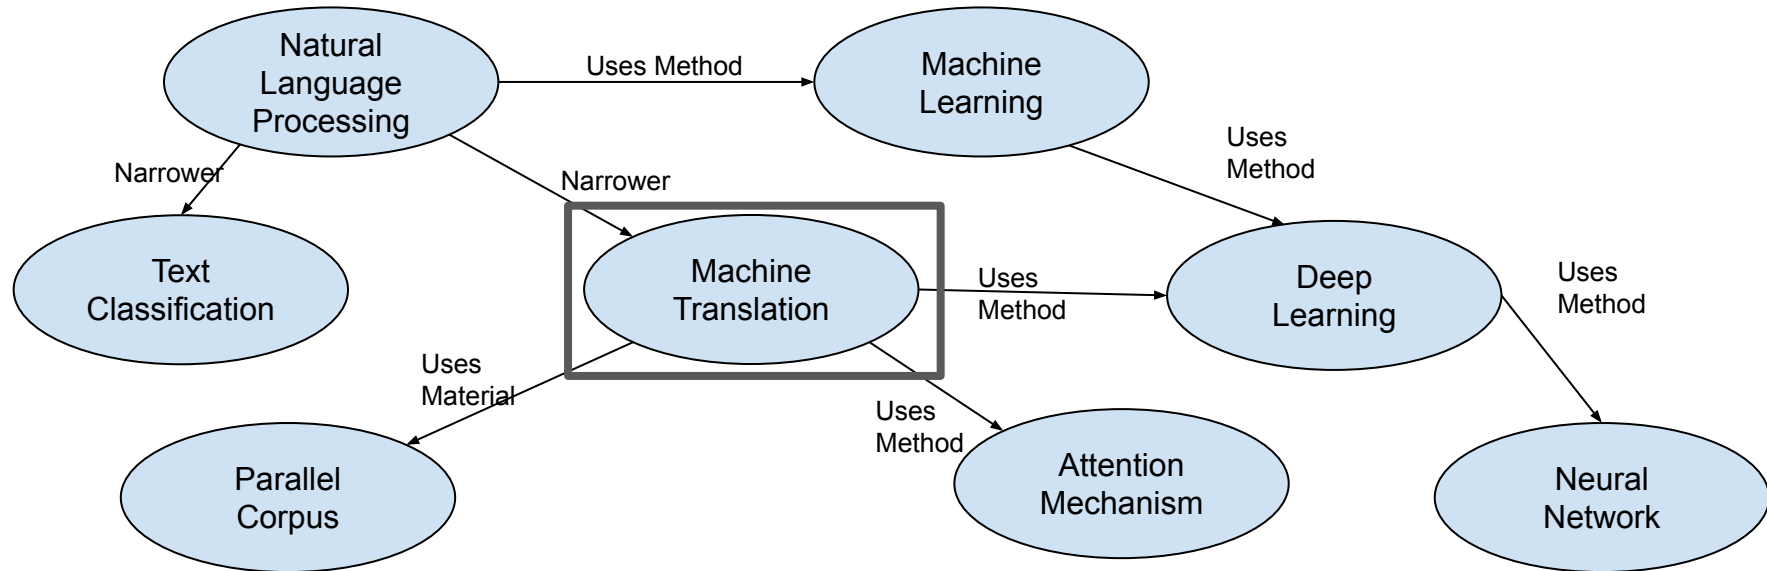 Natural
Language
Processing
Uses Method
Machine
Learning
Uses
Method
Narrower
Narrower
Text
Classification
Machine
Translation
Uses
Method
Deep
Learning
Uses
Method
Uses
Material
Uses
Method
Parallel
Corpus
Attention
Mechanism
Neural
Network